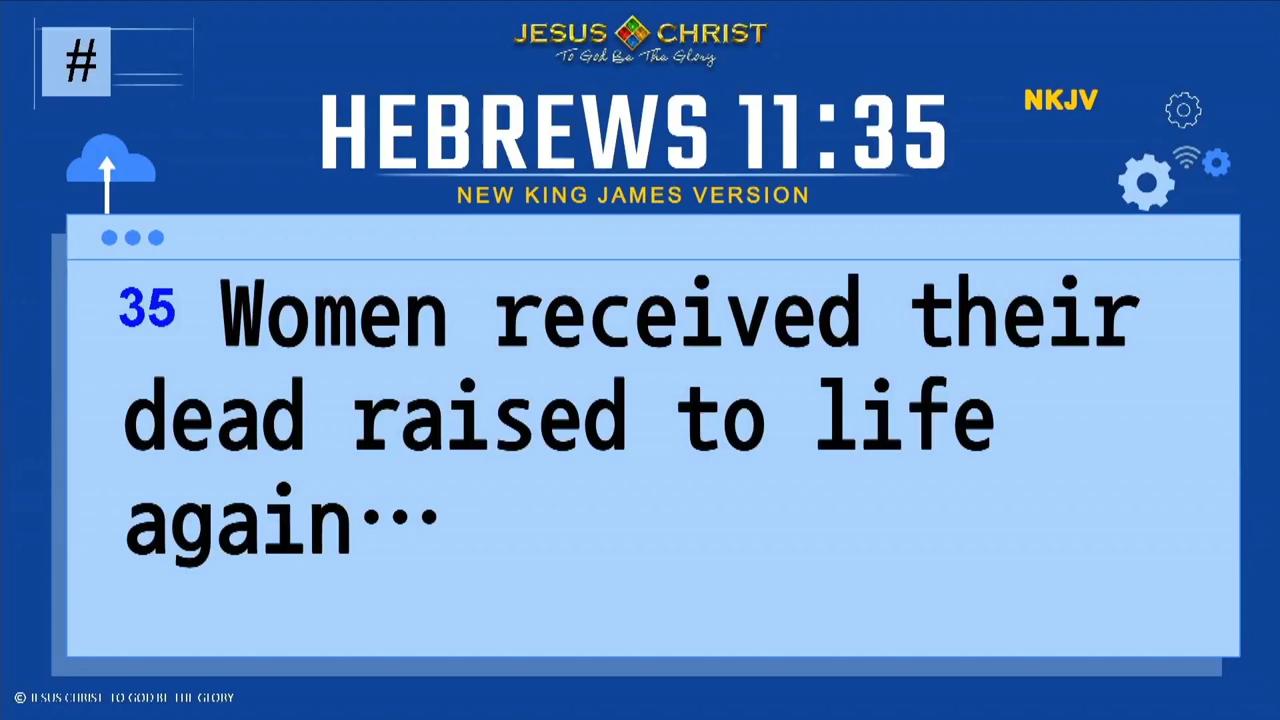 #
JESUS CHRIST
To God Be The Glory
HEBREWS 11:35
NKJV
NEW KING JAMES VERSION
35 Women received their
dead raised to life
again...
© JESUS CHRIST TO GOD BE THE GLORY